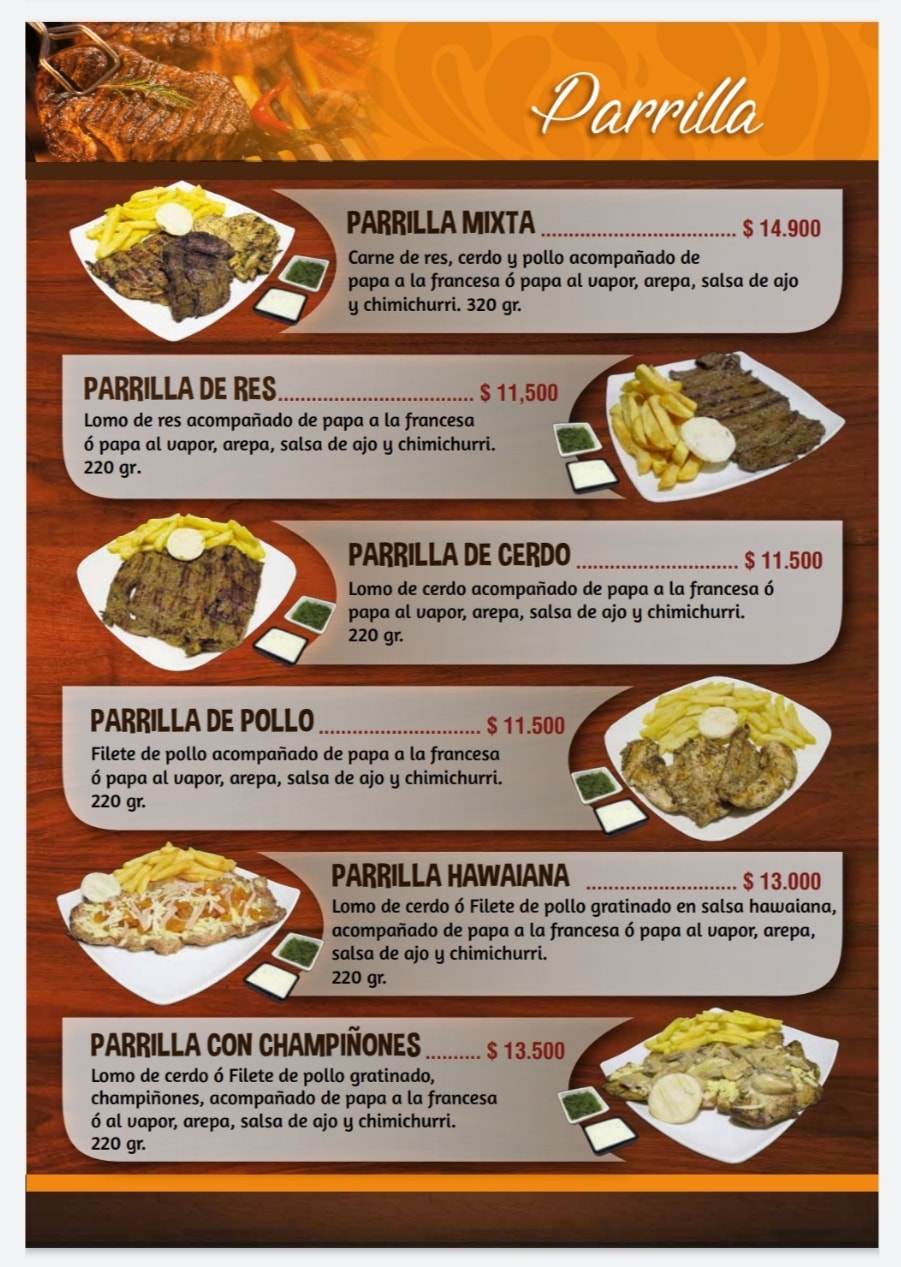 Parrilla
PARRILLA MIXTA ................................... $ 14.900
Carne de res, cerdo y pollo acompañado de
papa a la francesa ó papa al vapor, arepa, salsa de ajo
y chimichurri. 320 gr.
PARRILLA DE RES................................... $ 11,500
Lomo de res acompañado de papa a la francesa
ó papa al vapor, arepa, salsa de ajo y chimichurri.
220 gr.
PARRILLA DE CERDO ............................. $ 11.500
Lomo de cerdo acompañado de papa a la francesa ó
papa al vapor, arepa, salsa de ajo y chimichurri.
220 gr.
PARRILLA DE POLLO ............................. $ 11.500
Filete de pollo acompañado de papa a la francesa
ó papa al vapor, arepa, salsa de ajo y chimichurri.
220 gr.
PARRILLA HAWAIANA ........................... $ 13.000
Lomo de cerdo ó Filete de pollo gratinado en salsa hawaiana,
acompañado de papa a la francesa ó papa al vapor, arepa,
salsa de ajo y chimichurri.
220 gr.
PARRILLA CON CHAMPIÑONES .......... $ 13.500
Lomo de cerdo ó Filete de pollo gratinado,
champiñones, acompañado de papa a la francesa
ó al vapor, arepa, salsa de ajo y chimichurri.
220 gr.